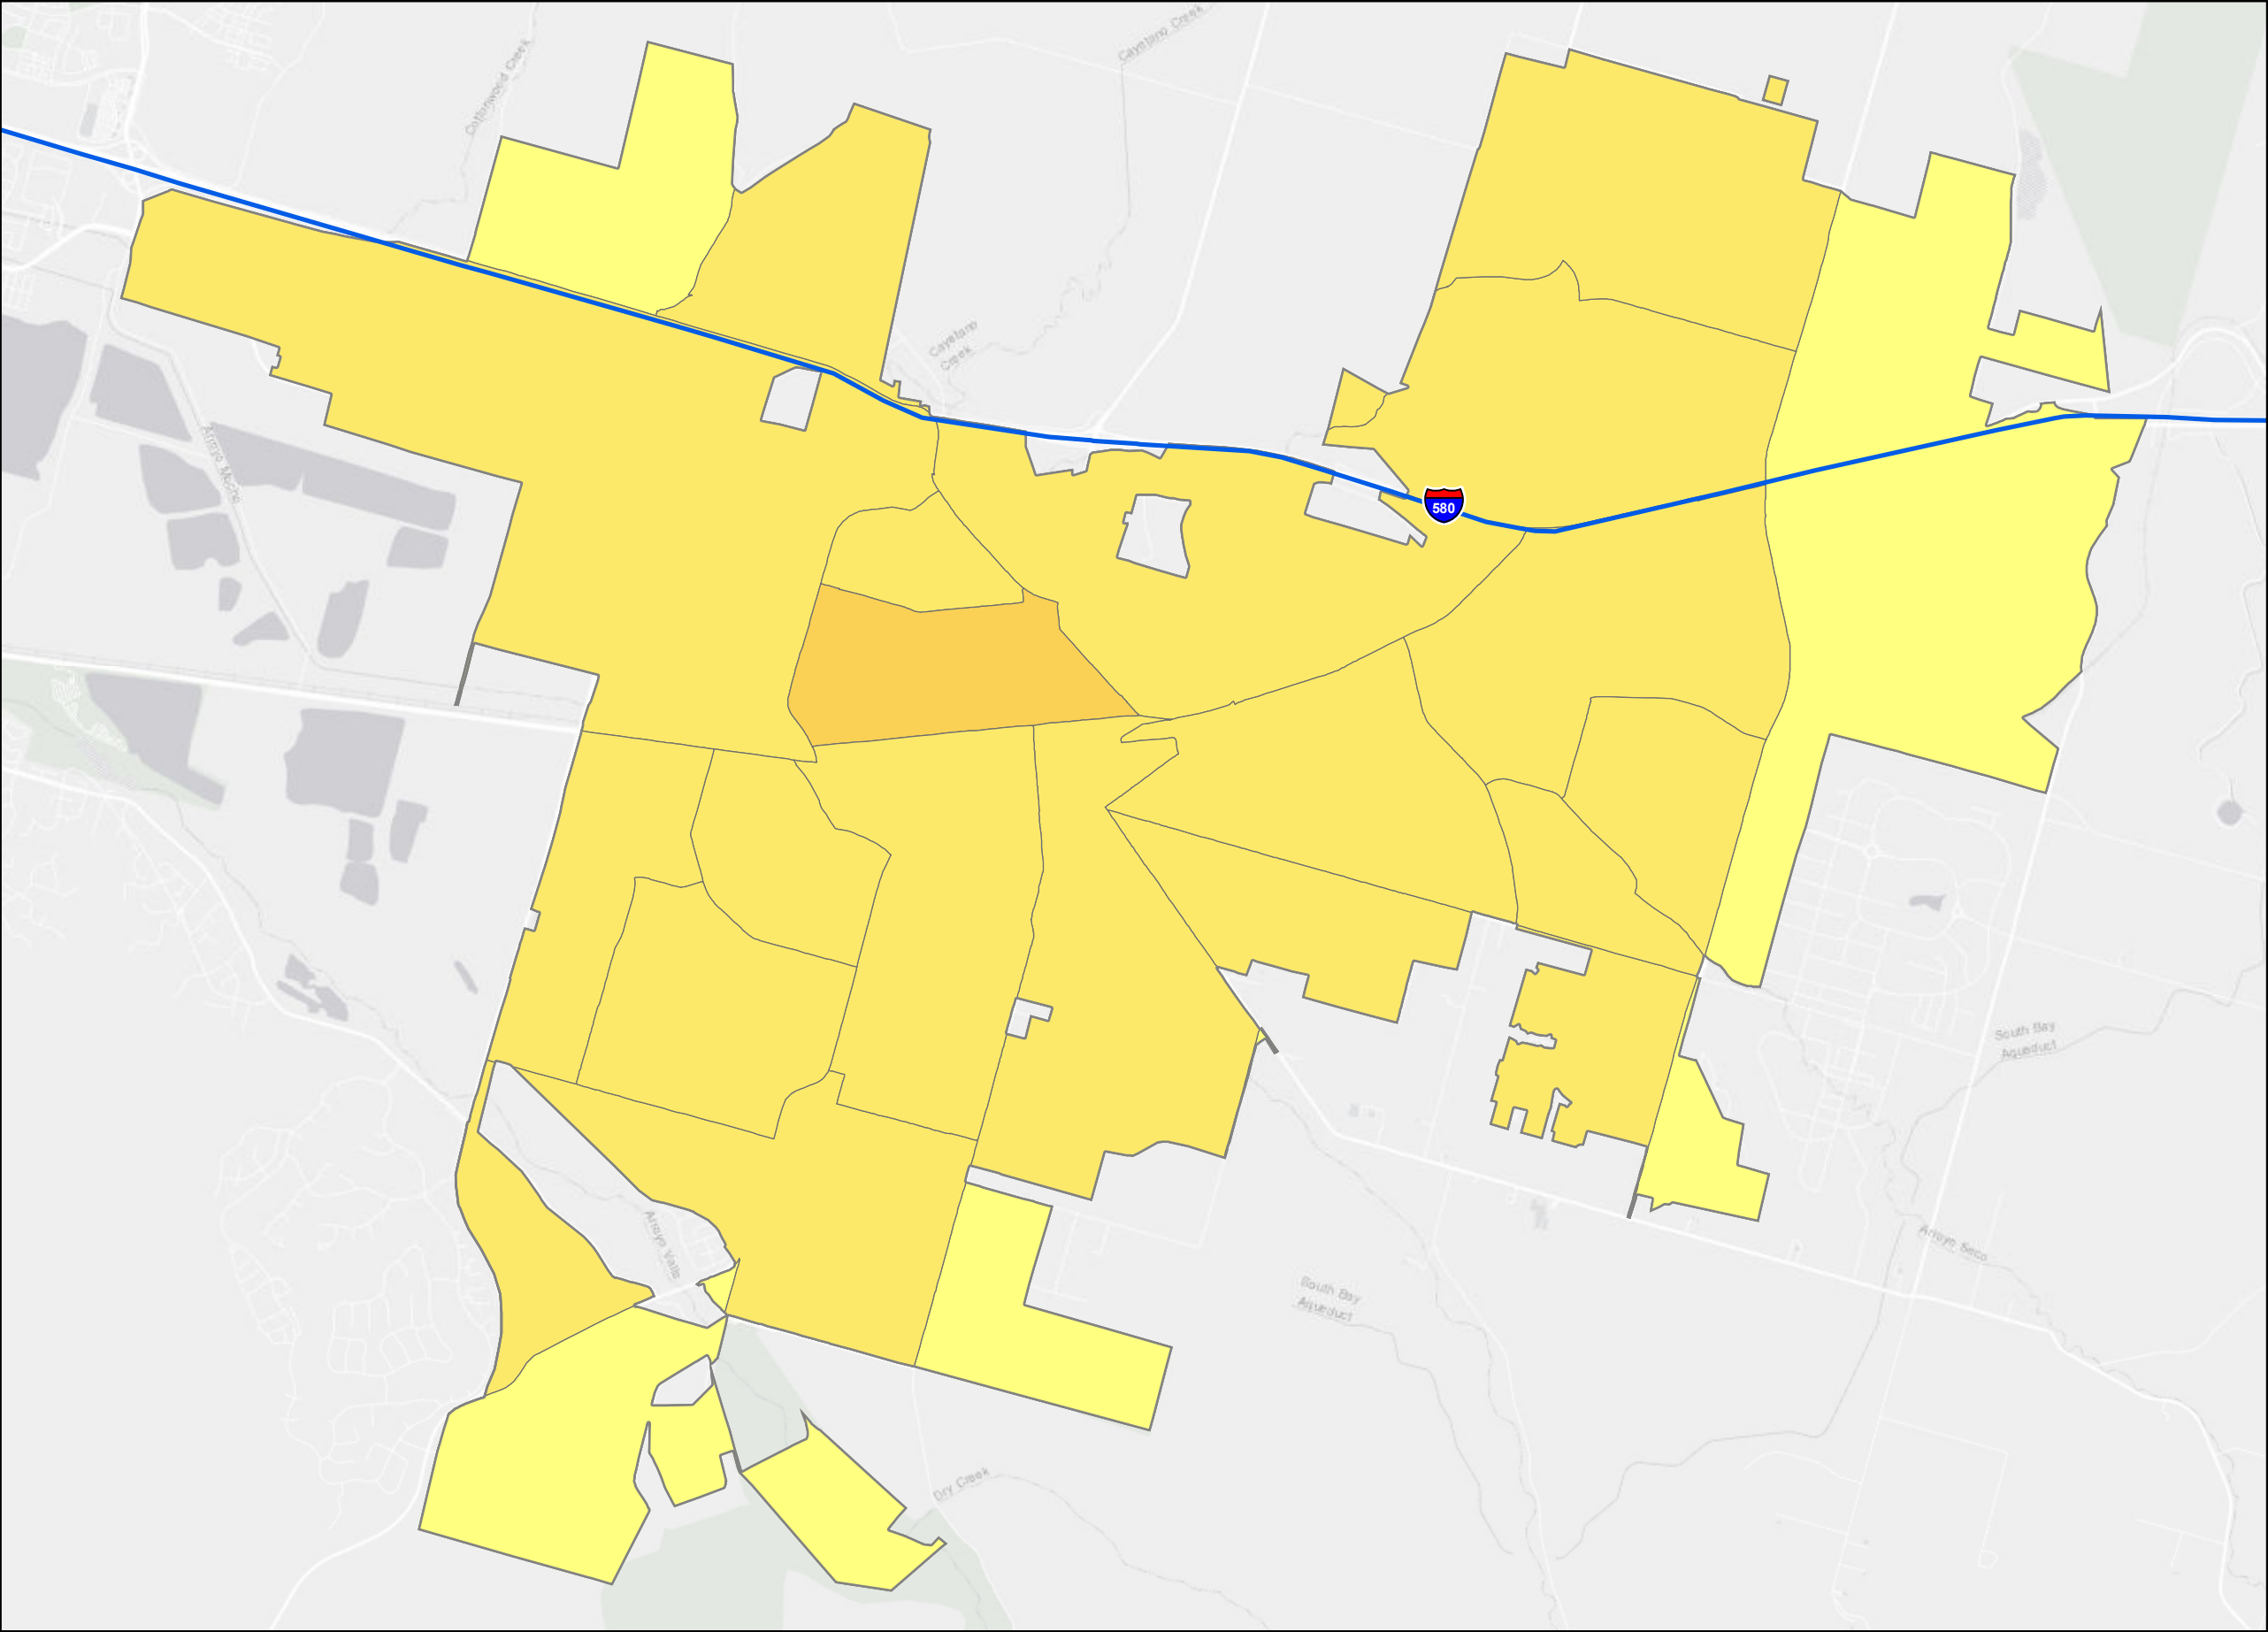 Cayetano Creek
Cottonwood Creek
Cayetano
Creek
Arroyo Mocho
580
South Bay
Aqueduct
Arroyo Valle
Arroyo Seco
South Bay
Aqueduct
Dry Creek